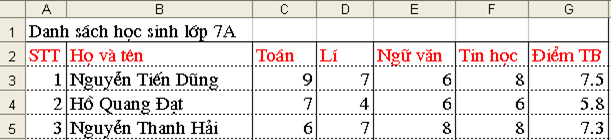 A B C D E F G
1 Danh sách học sinh lớp 7A
2 STT Họ và tên Toán Lí Ngữ văn Tin học Điểm TB
3 1 Nguyễn Tiến Dũng 9 7 6 8 7.5
4 2 Hồ Quang Đạt 7 4 6 6 5.8
5 3 Nguyễn Thanh Hải 6 7 8 8 7.3